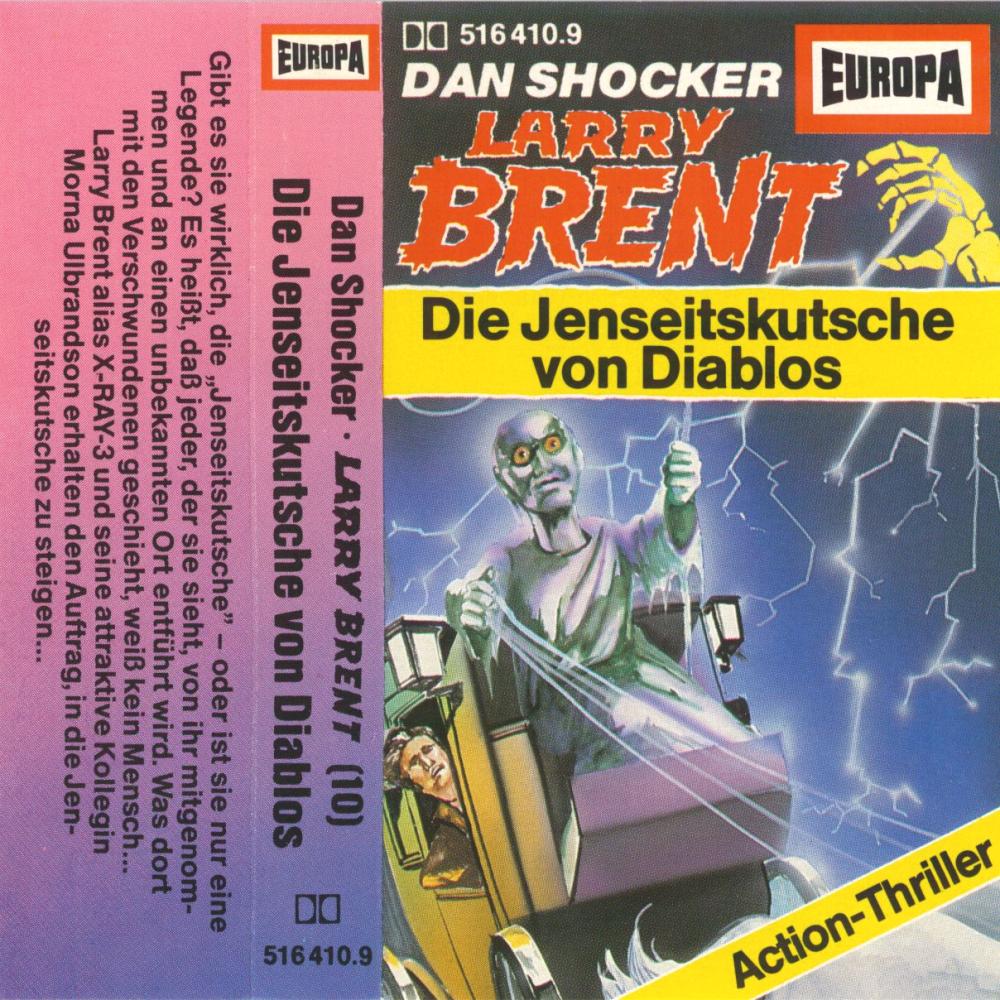 Gibt es sie wirklich, die „Jenseitskutsche” – oder ist sie nur eine
Legende? Es heißt, daß jeder, der sie sieht, von ihr mitgenom-
men und an einen unbekannten Ort entführt wird. Was dort
mit den Verschwundenen geschieht, weiß kein Mensch...
Larry Brent alias X-RAY-3 und seine attraktive Kollegin
Morna Ulbrandson erhalten den Auftrag, in die Jen-
seitskutsche zu steigen...
EUROPA
Dan Shocker · LARRY BRENT (10)
Die Jenseitskutsche von Diablos
516 410.9
516 410.9
DAN SHOCKER
EUROPA
LARRY
BRENT
Die Jenseitskutsche
von Diablos
Action-Thriller